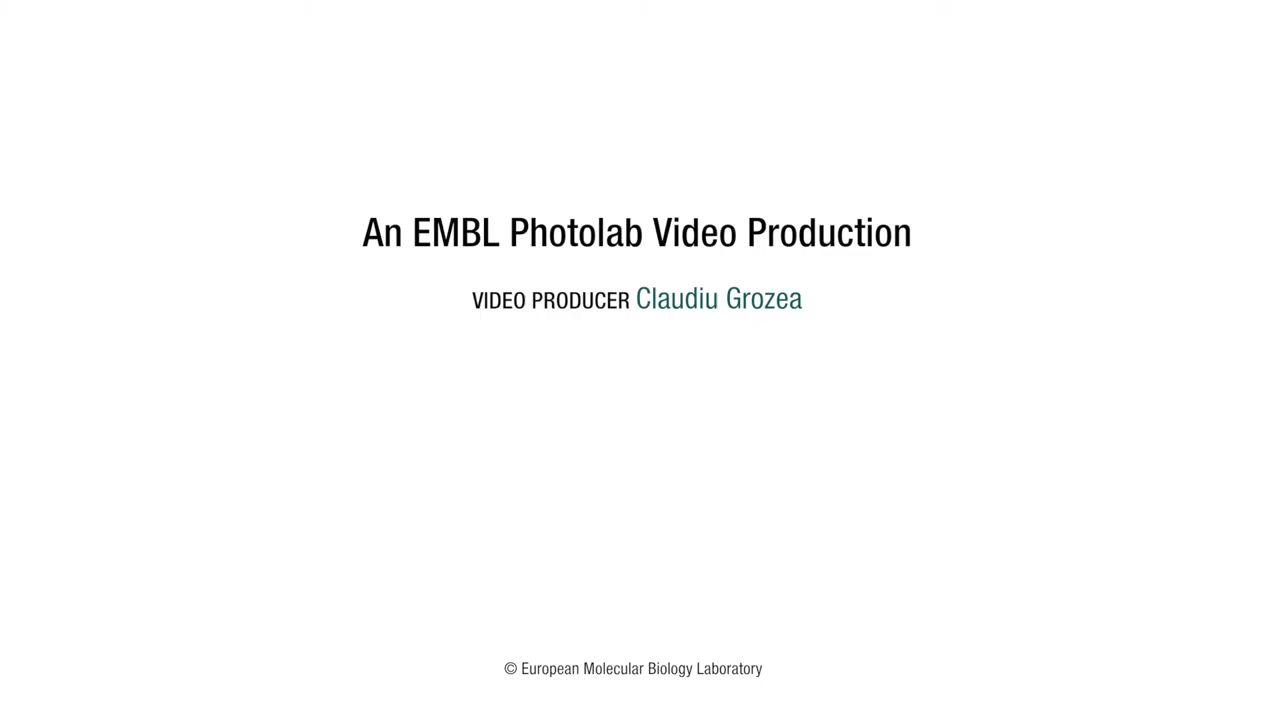 An EMBL Photolab Video Production
VIDEO PRODUCER Claudiu Grozea
© European Molecular Biology Laboratory